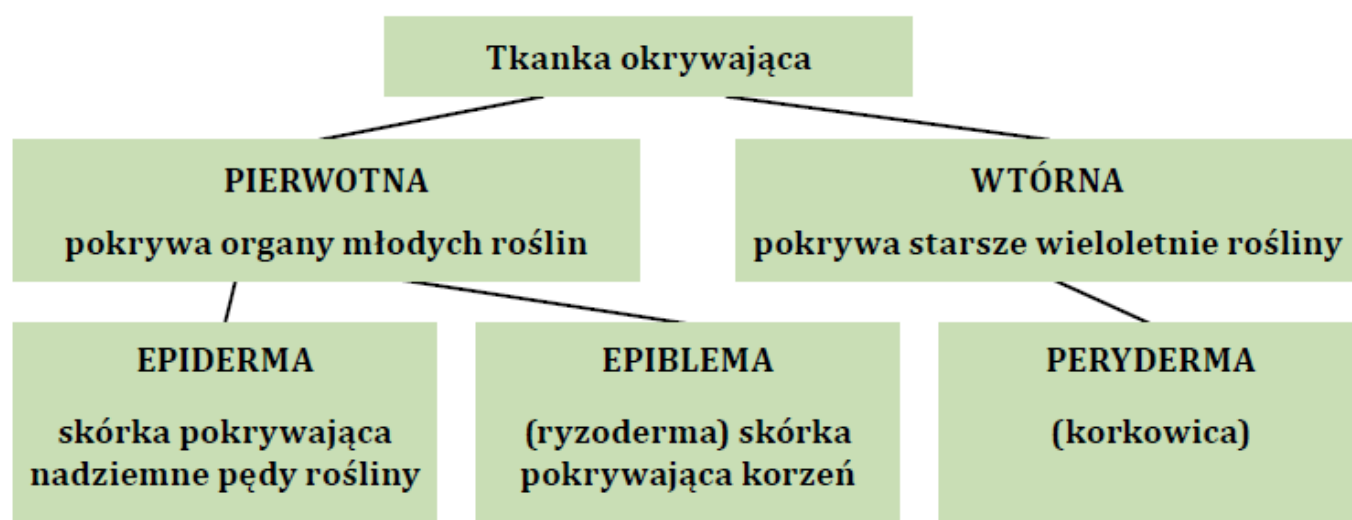 Tkanka okrywająca
PIERWOTNA
pokrywa organy młodych roślin
WTÓRNA
pokrywa starsze wieloletnie rośliny
EPIDERMA
skórka pokrywająca
nadziemne pędy rośliny
EPIBLEMA
(ryzoderma) skórka
pokrywająca korzeń
PERYDERMA
(korkowica)